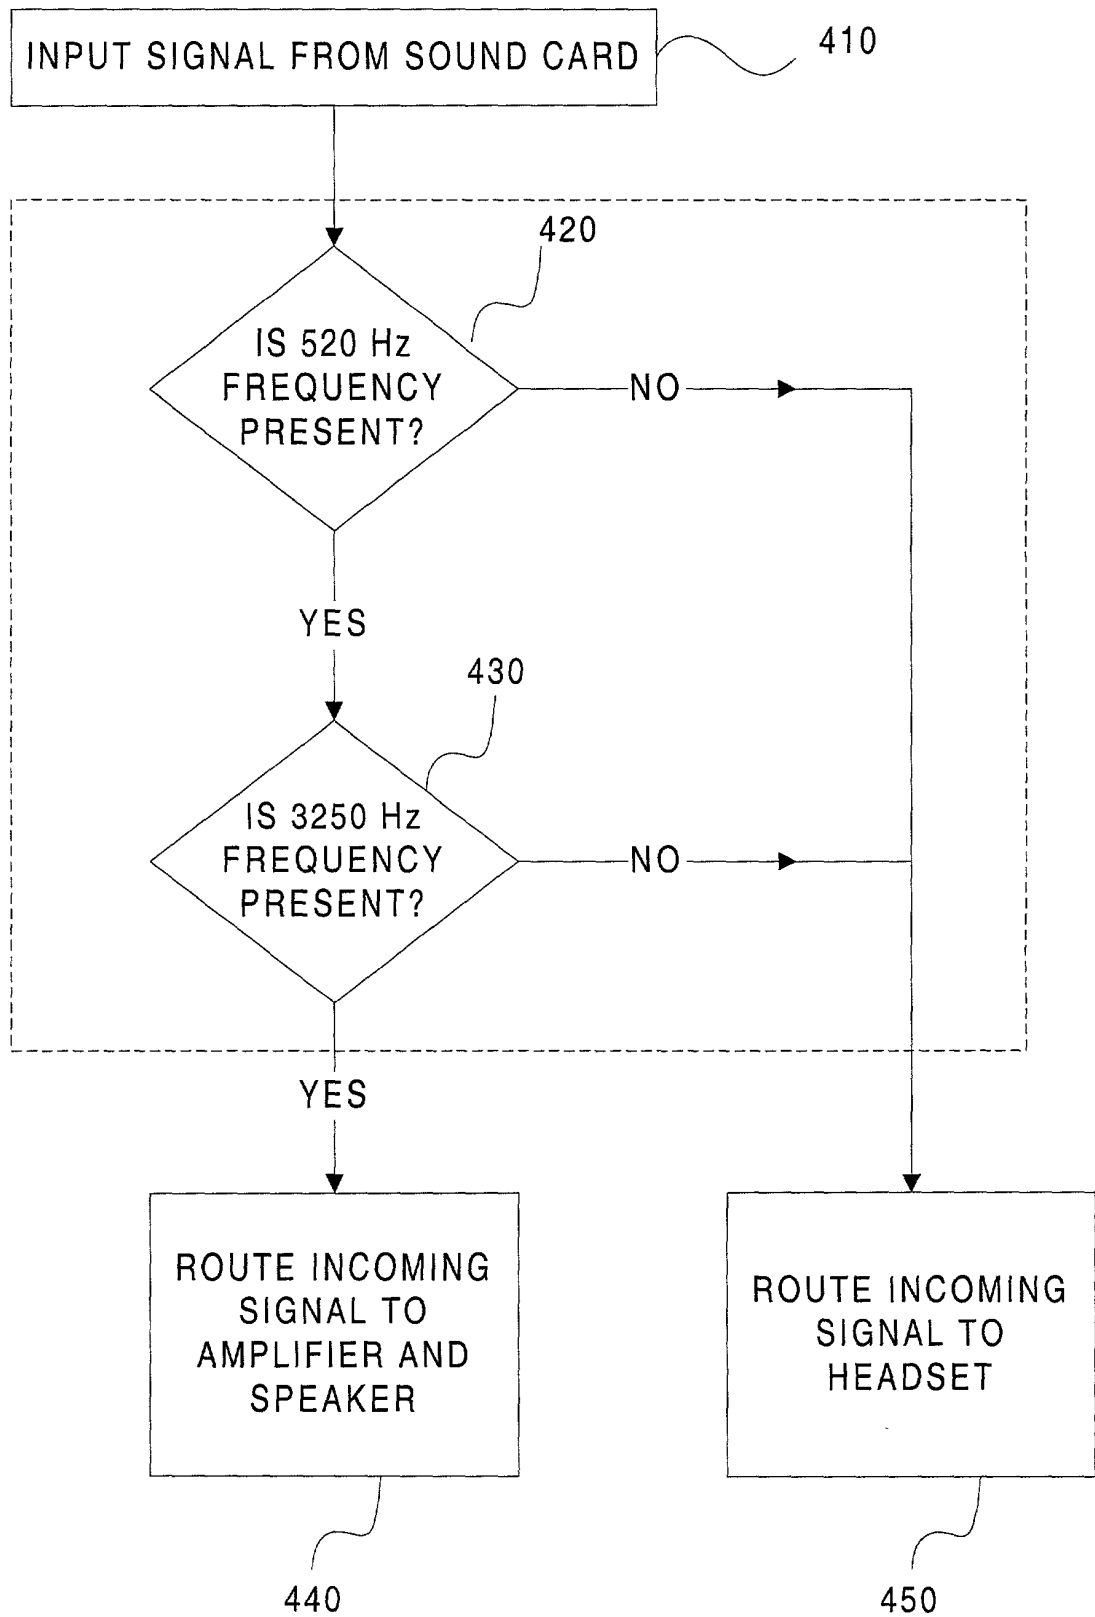 INPUT SIGNAL FROM SOUND CARD
410
420
IS 520 Hz
FREQUENCY
PRESENT?
NO
YES
430
IS 3250 Hz
FREQUENCY
PRESENT?
NO
YES
ROUTE INCOMING
SIGNAL TO
AMPLIFIER AND
SPEAKER
ROUTE INCOMING
SIGNAL TO
HEADSET
440
450